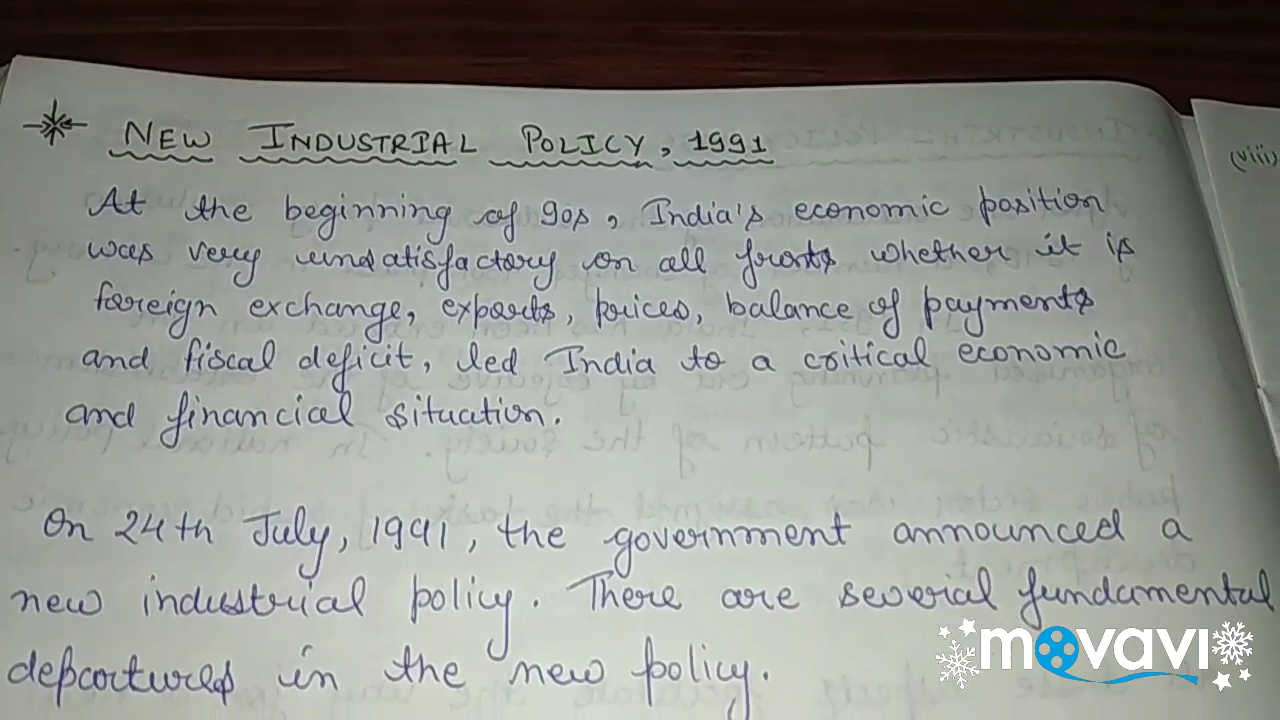 NEW INDUSTRIAL POLICY, 1991
(viii)
At the beginning of 90s, India's economic position
was very undatisfactory on all fronts whether it is
foreign exchange, exports, prices, balance of payments
and fiscal deficit, led India to a critical economic
and financial situation.
On 24th July, 1991, the government announced a
new industrial policy. There are several fundamental
departures in the new policy.
movavi